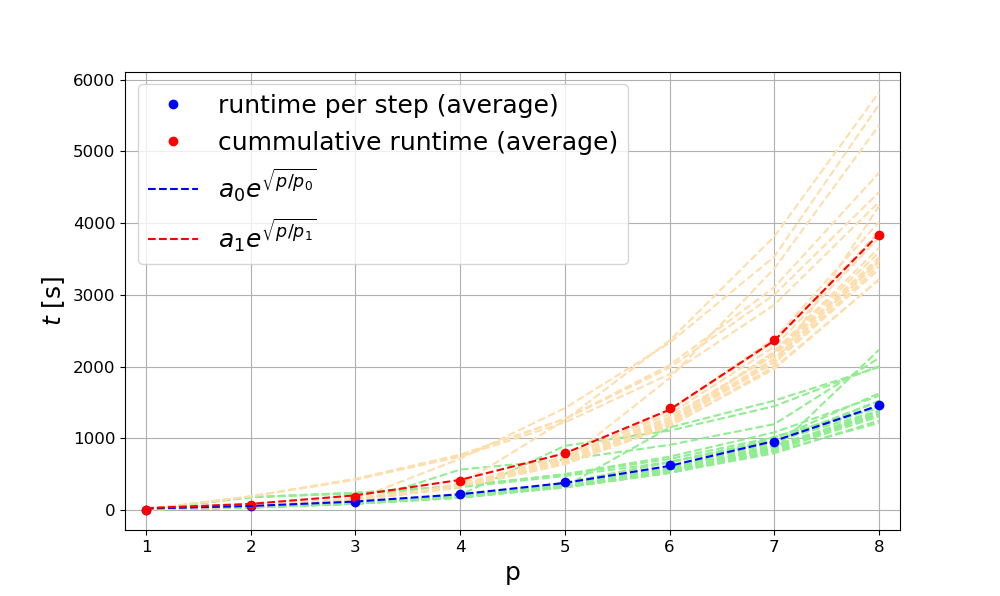 6000
5000
4000
3000
2000
1000
0
t [s]
runtime per step (average)
cummulative runtime (average)
a₀e^√(p/p₀)
a₁e^√(p/p₁)
1 2 3 4 5 6 7 8
p